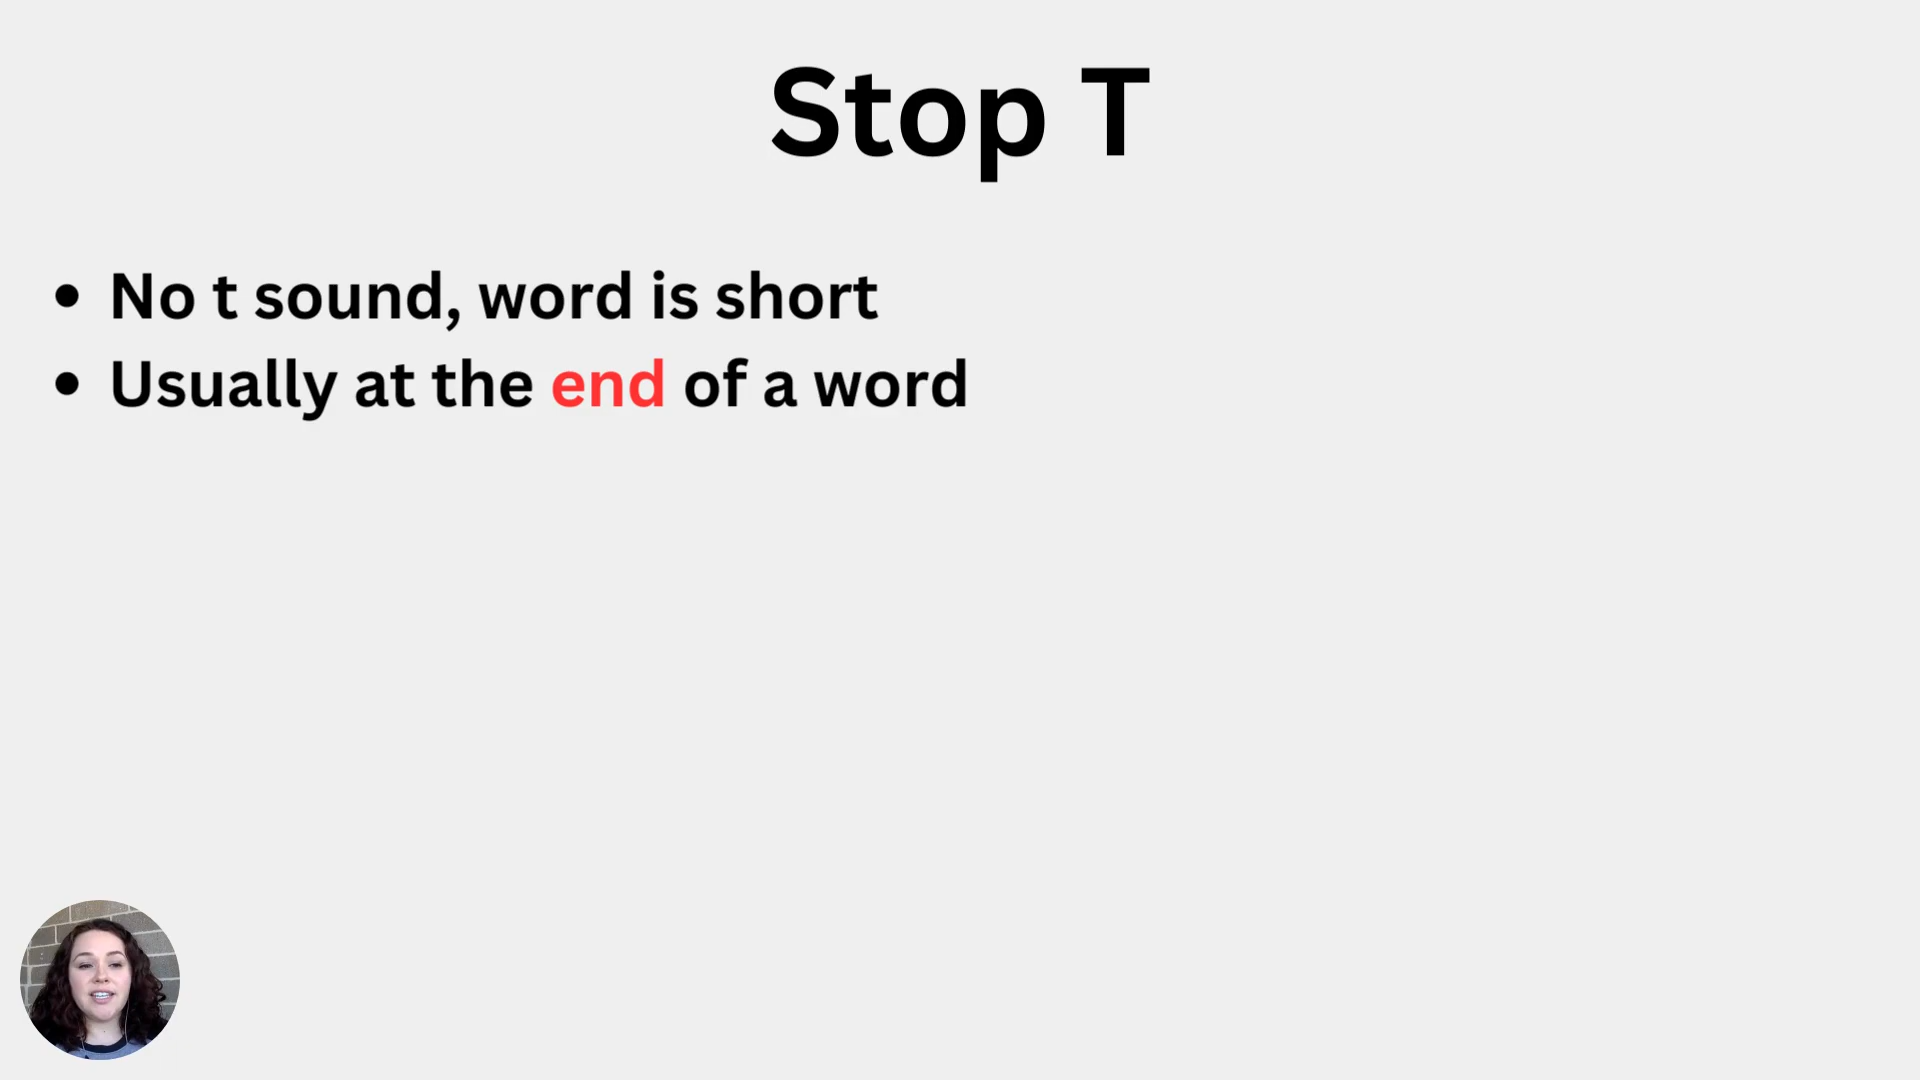 Stop T
• No t sound, word is short
• Usually at the end of a word